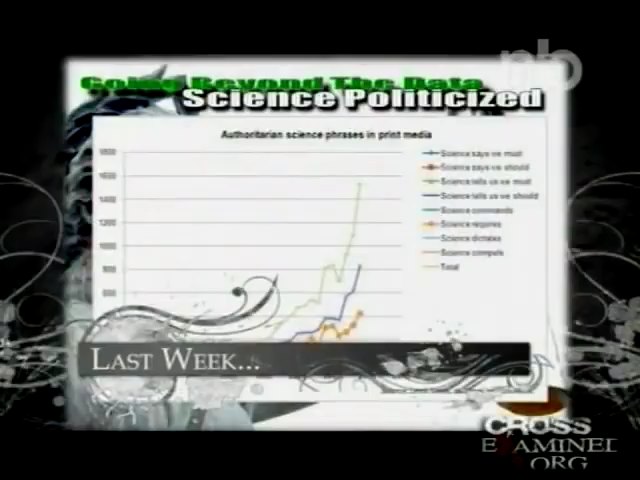 nb
Going Beyond The Data
Science Politicized
Authoritarian science phrases in print media
1800
1600
1400
1200
1000
800
600
Science says we must
Science says we should
Science tells us we must
Science tells us we should
Science commands
Science requires
Science dictates
Science compels
Total
LAST WEEK...
CROSS
EXAMINED
.ORG